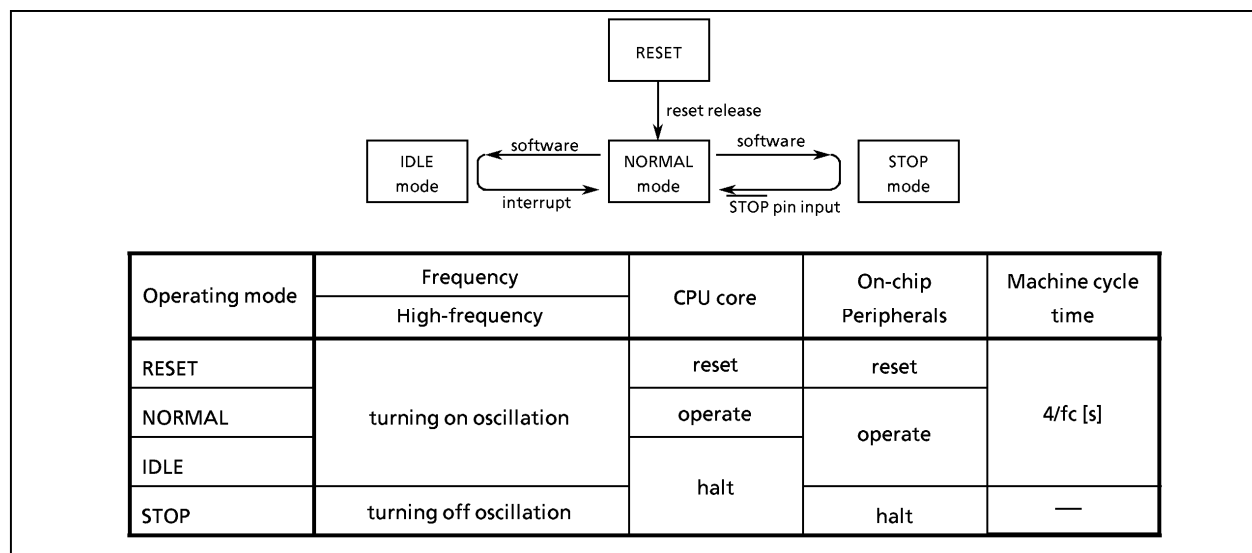 RESET
reset release
software
software
IDLE
mode
NORMAL
mode
STOP
mode
interrupt
STOP pin input
Operating mode
Frequency
High-frequency
CPU core
On-chip
Peripherals
Machine cycle
time
RESET
turning on oscillation
reset
reset
4/fc [s]
NORMAL
operate
operate
IDLE
halt
STOP
turning off oscillation
halt
—